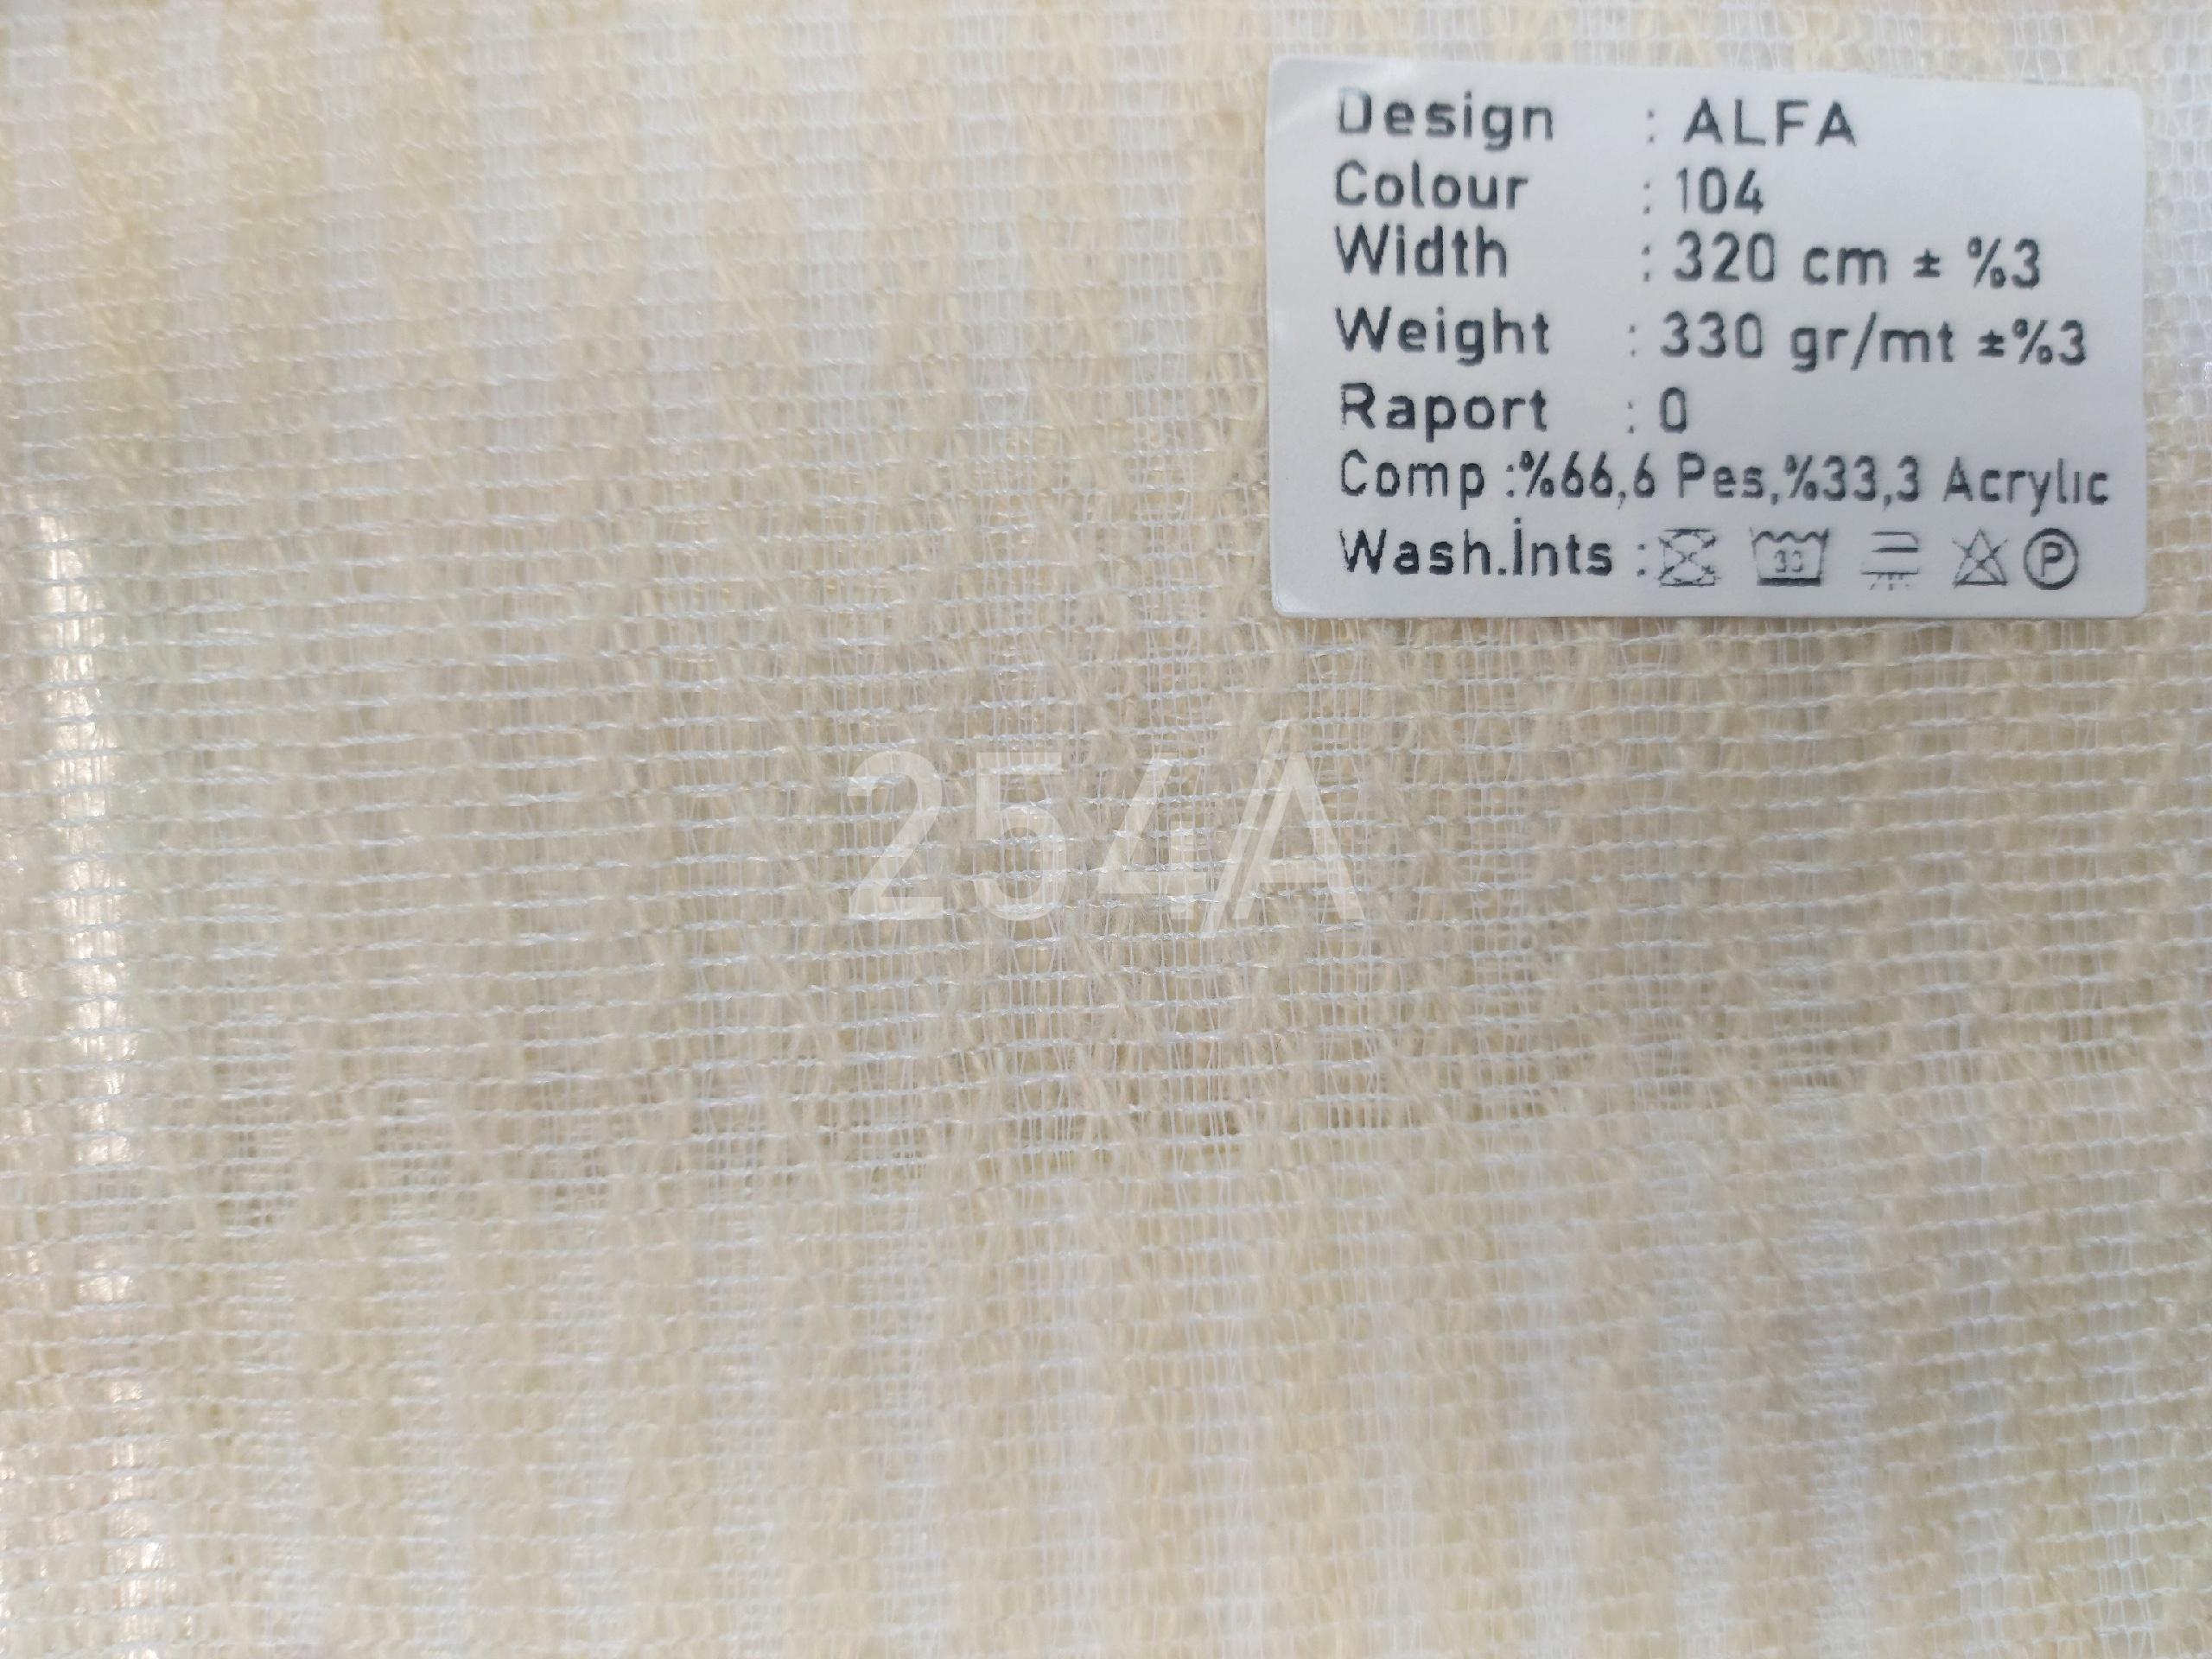 Design : ALFA
Colour : 104
Width : 320 cm ± %3
Weight : 330 gr/mt ±%3
Raport : 0
Comp :%66,6 Pes,%33,3 Acrylic
Wash.İnts :
P
254A